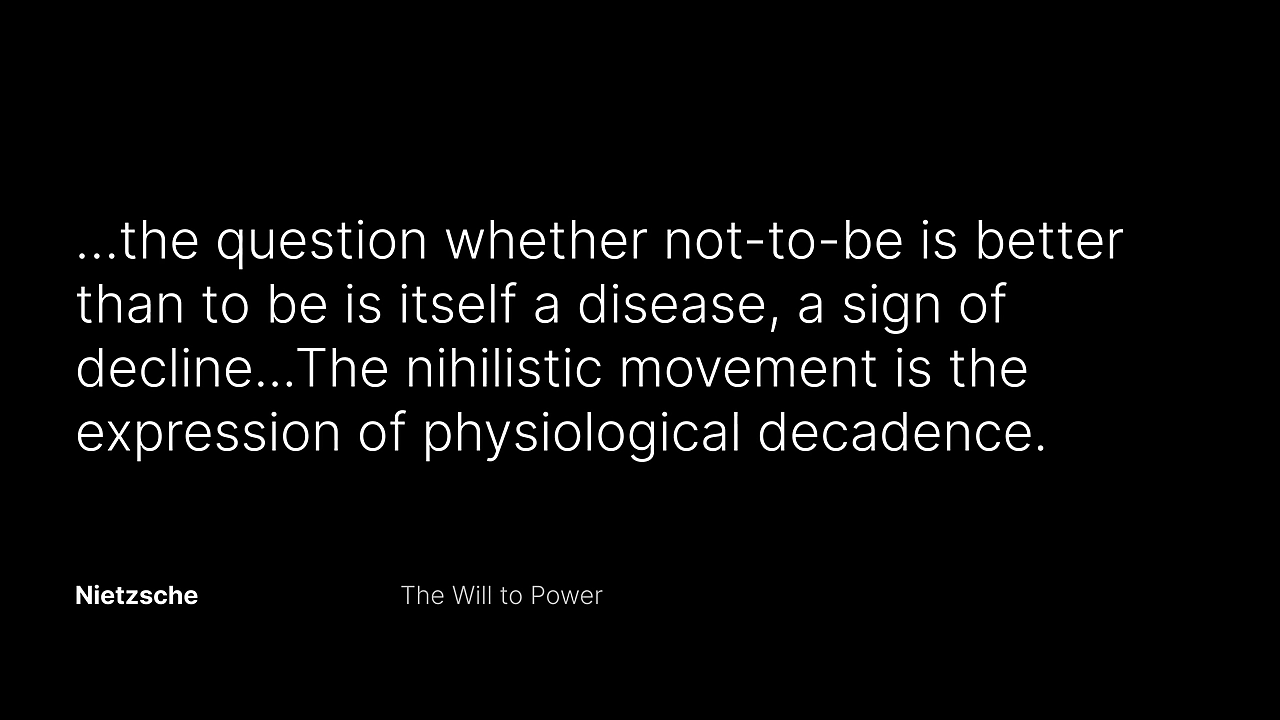 ...the question whether not-to-be is better
than to be is itself a disease, a sign of
decline...The nihilistic movement is the
expression of physiological decadence.
Nietzsche The Will to Power